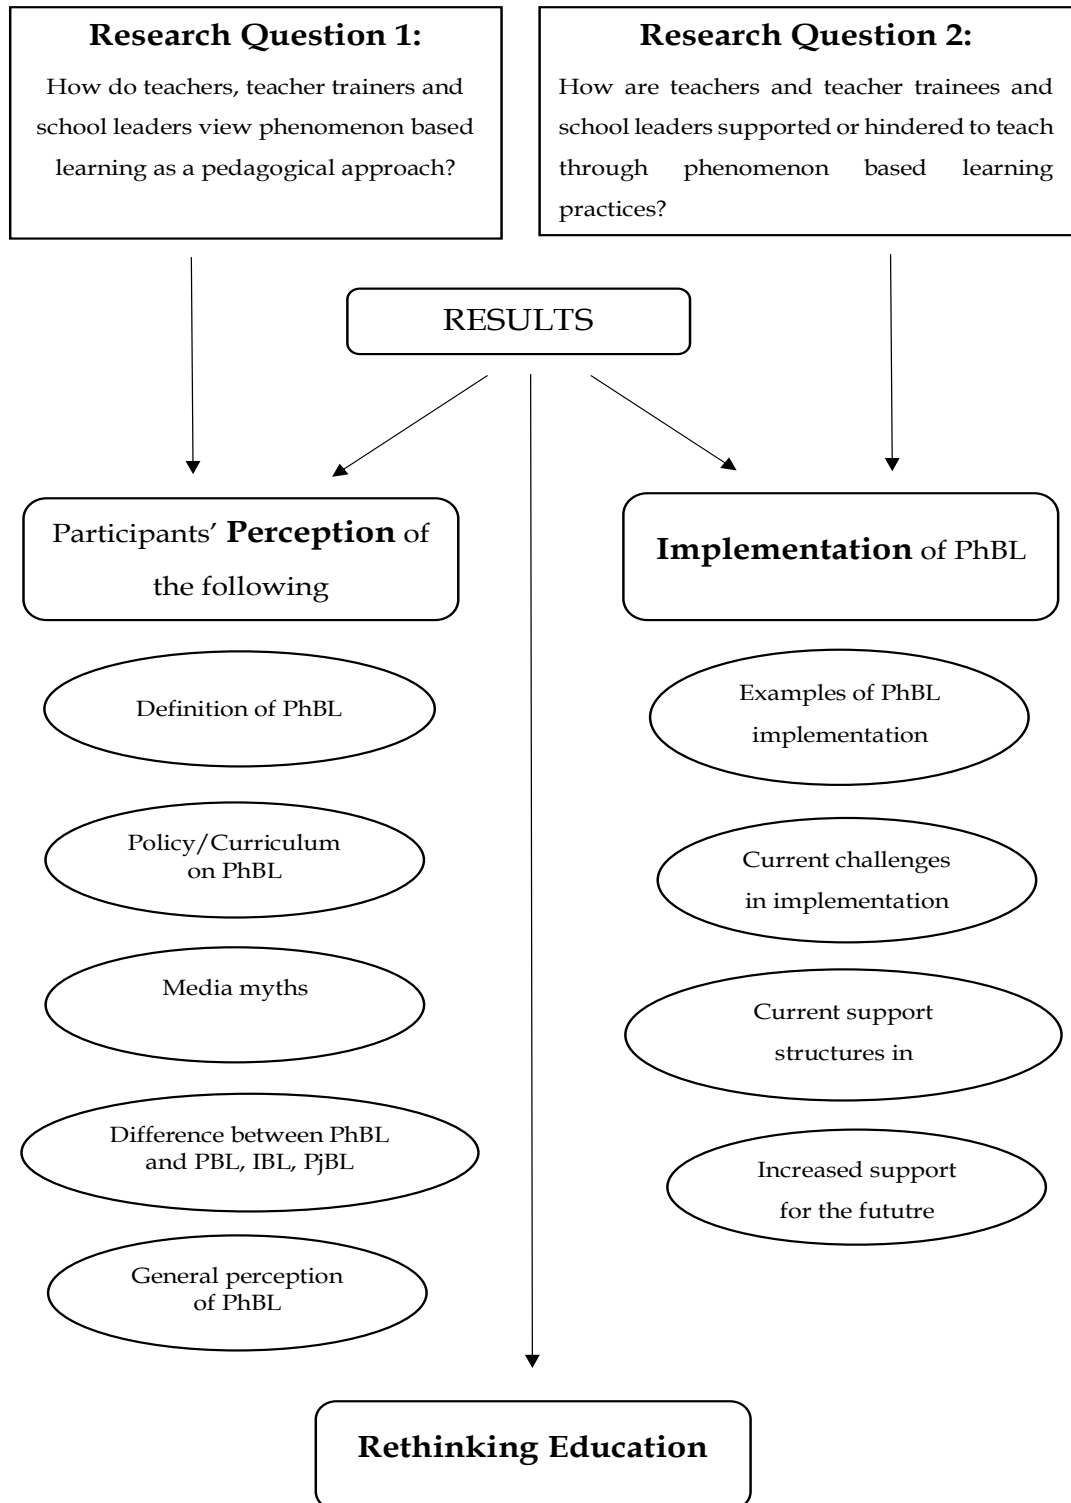 Research Question 1:
How do teachers, teacher trainers and
school leaders view phenomenon based
learning as a pedagogical approach?
Research Question 2:
How are teachers and teacher trainees and
school leaders supported or hindered to teach
through phenomenon based learning
practices?
RESULTS
Participants’ Perception of
the following
Definition of PhBL
Policy/Curriculum
on PhBL
Media myths
Difference between PhBL
and PBL, IBL, PjBL
General perception
of PhBL
Implementation of PhBL
Examples of PhBL
implementation
Current challenges
in implementation
Current support
structures in
Increased support
for the fututre
Rethinking Education